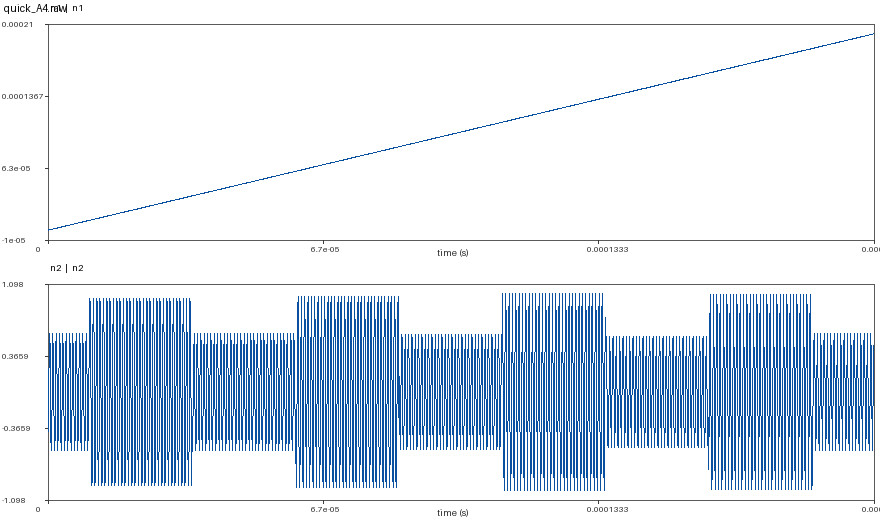 quick_A4.raw | n1
0.00021
0.0001367
6.3e-05
-1e-05
0 6.7e-05 0.0001333 0.00
time (s)
n2 | n2
1.098
0.3659
-0.3659
-1.098
0 6.7e-05 0.0001333 0.00
time (s)